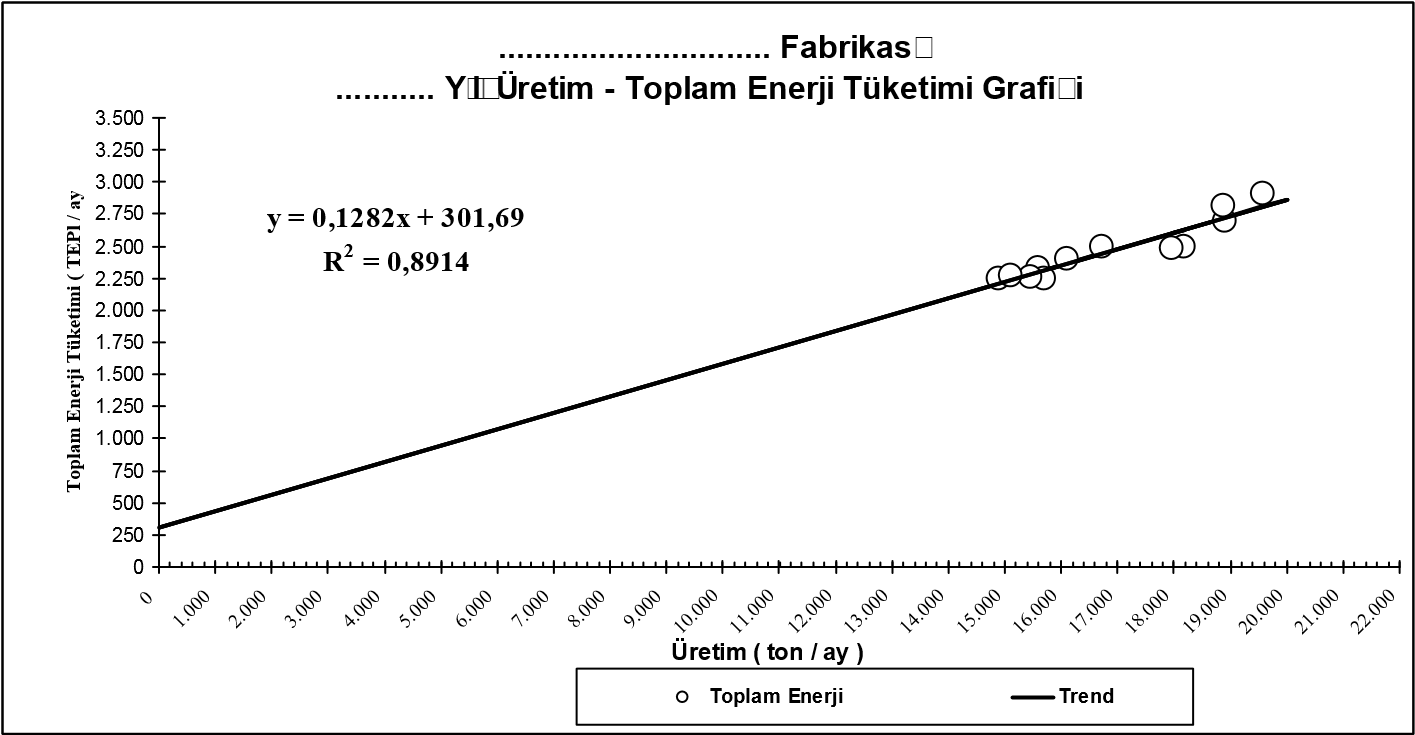 .............................. Fabrikas□
........... Y□I□Üretim - Toplam Enerji Tüketimi Grafi□i
3.500
3.250
3.000
2.750
2.500
2.250
2.000
1.750
1.500
1.250
1.000
750
500
250
0
Toplam Enerji Tüketimi ( TEP1 / ay
y = 0,1282x + 301,69
R² = 0,8914
0 1.000 2.000 3.000 4.000 5.000 6.000 7.000 8.000 9.000 10.000 11.000 12.000 13.000 14.000 15.000 16.000 17.000 18.000 19.000 20.000 21.000 22.000
Üretim ( ton / ay )
Toplam Enerji Trend